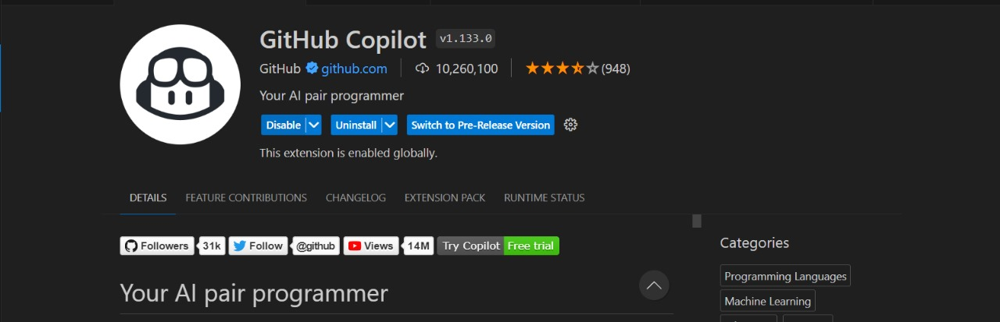 GitHub Copilot v1.133.0
GitHub github.com 10,260,100 (948)
Your AI pair programmer
Disable Uninstall Switch to Pre-Release Version
This extension is enabled globally.
DETAILS FEATURE CONTRIBUTIONS CHANGELOG EXTENSION PACK RUNTIME STATUS
Followers 31k Follow @github Views 14M Try Copilot Free trial
Your AI pair programmer
Categories
Programming Languages
Machine Learning